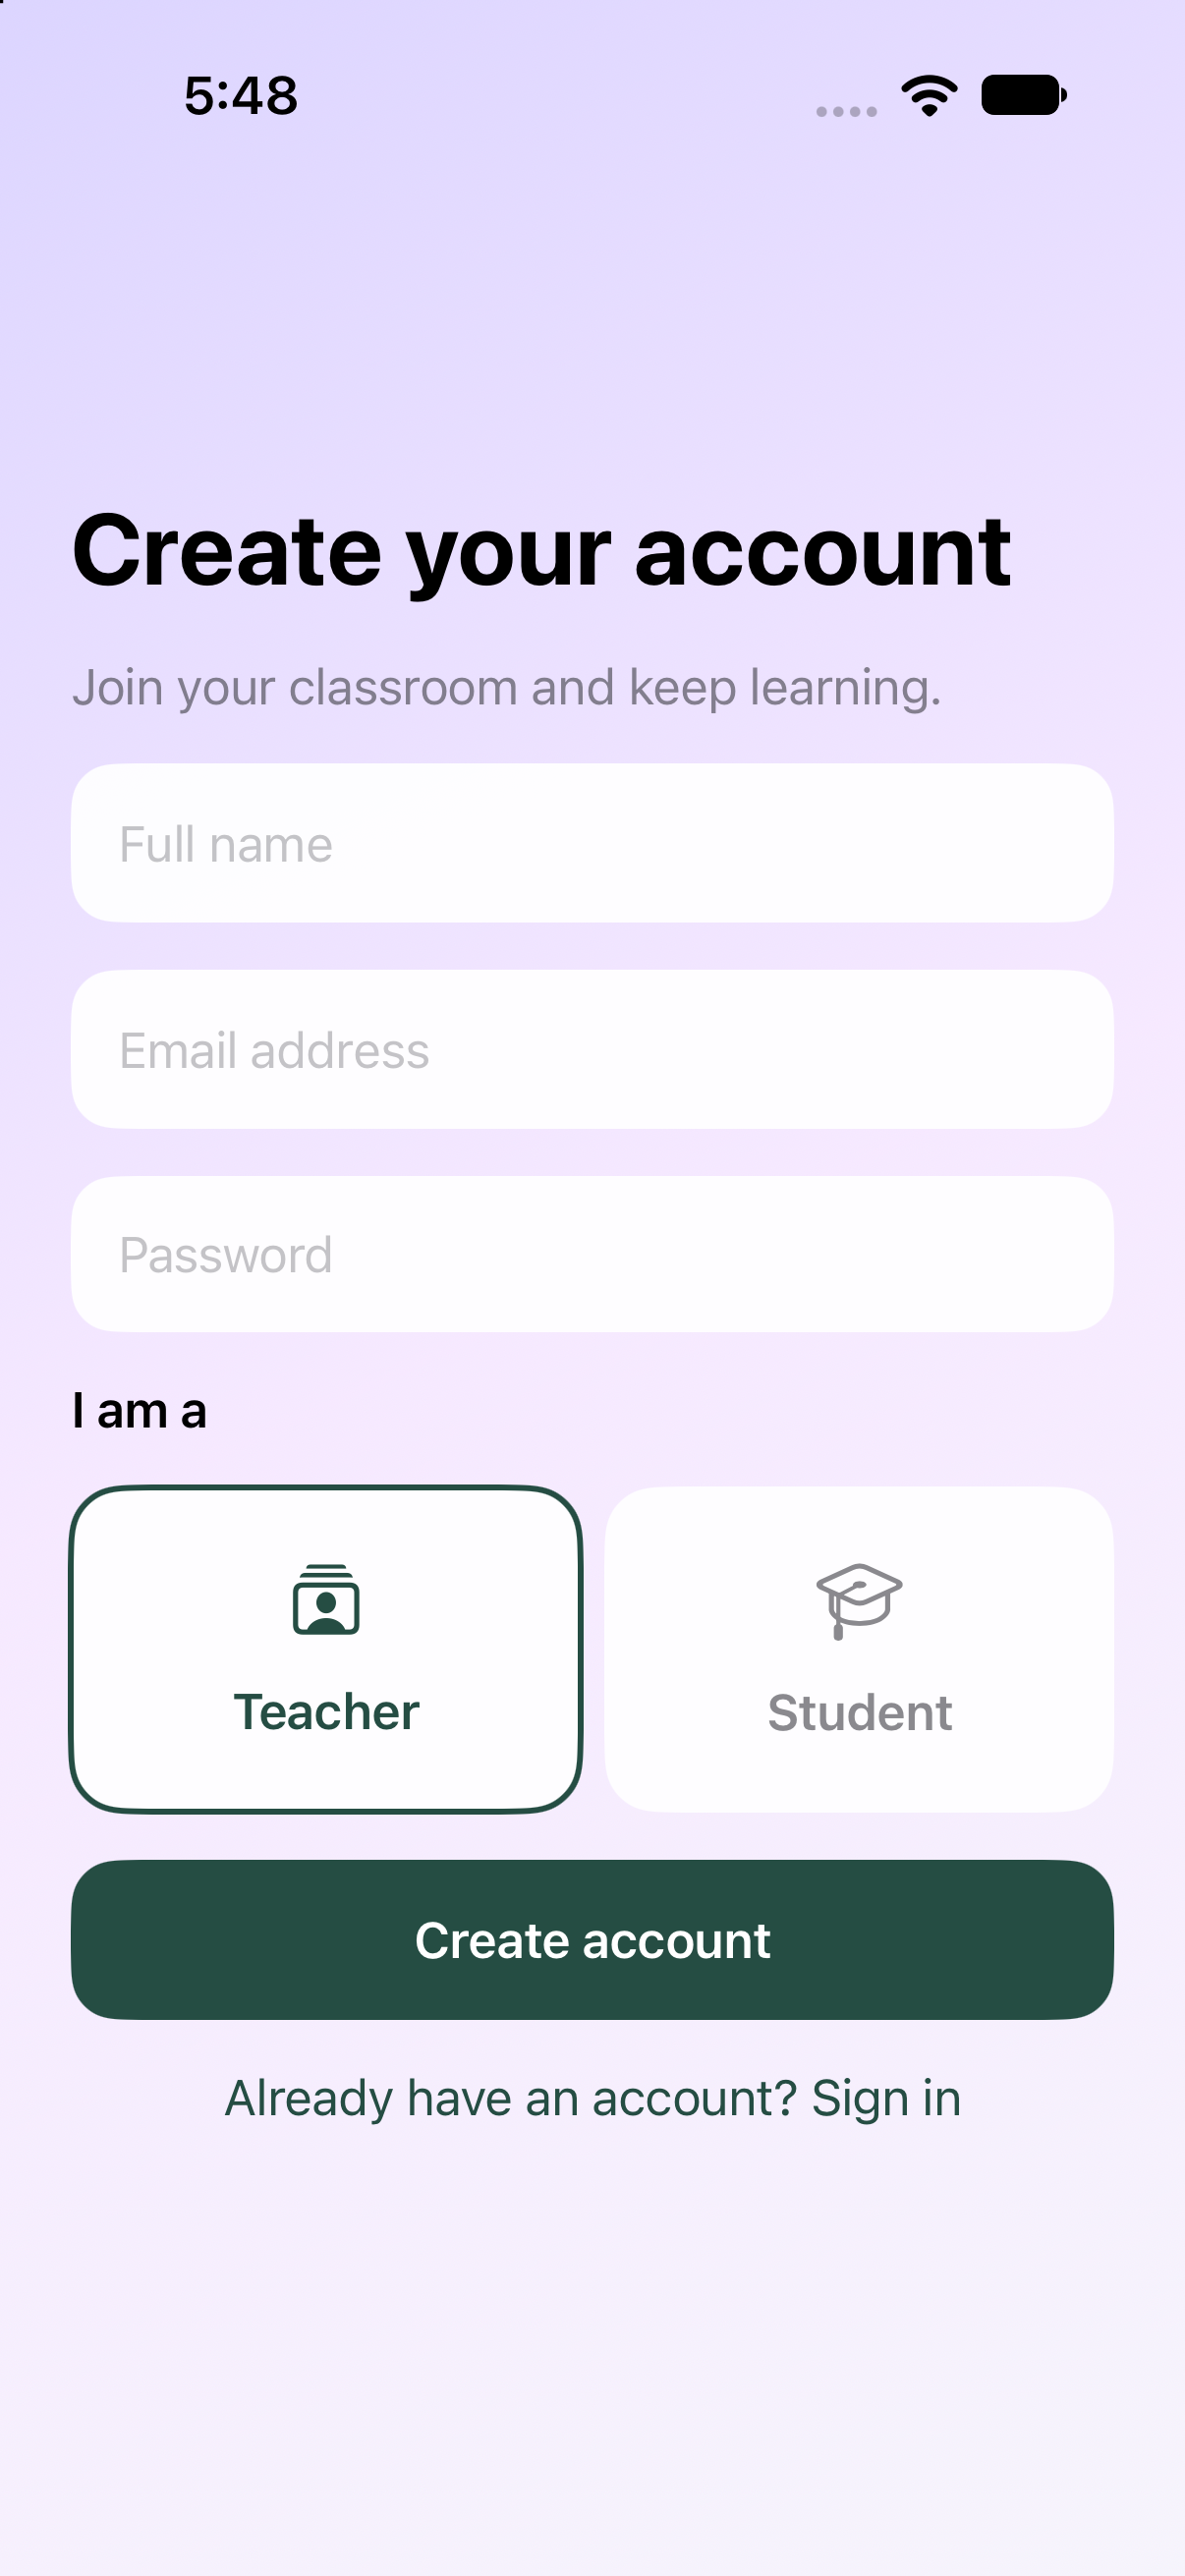 5:48
Create your account
Join your classroom and keep learning.
Full name
Email address
Password
I am a
Teacher
Student
Create account
Already have an account? Sign in